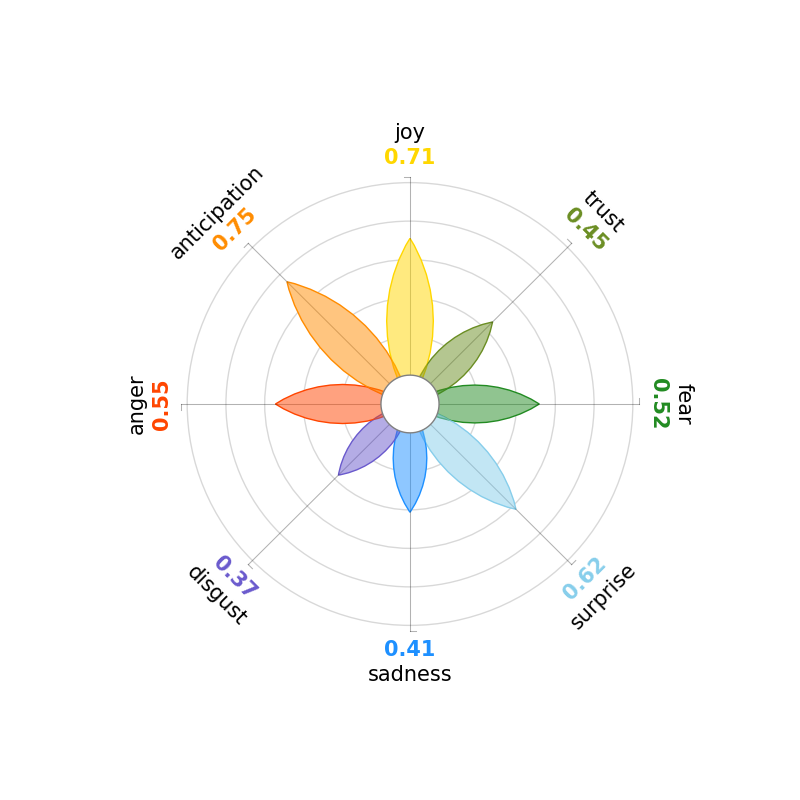 joy
0.71
anticipation
0.75
trust
0.45
anger
0.55
fear
0.52
disgust
0.37
surprise
0.62
0.41
sadness